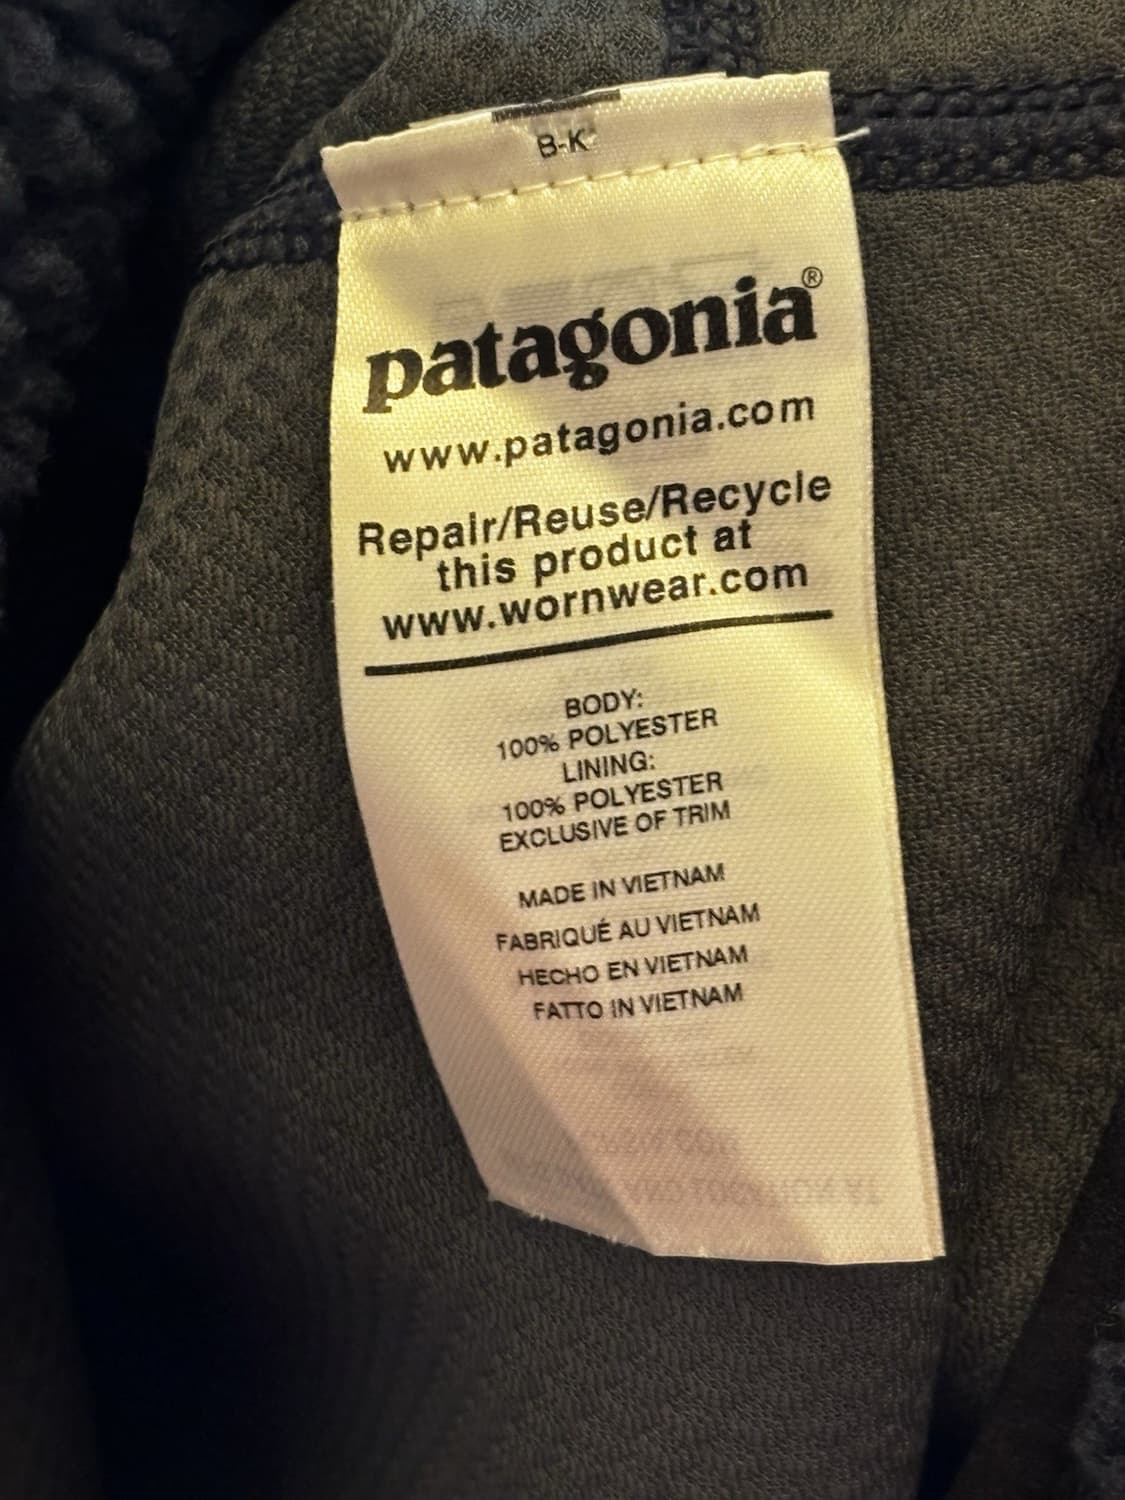 B-K
patagonia®
www.patagonia.com
Repair/Reuse/Recycle
this product at
www.wornwear.com
BODY:
100% POLYESTER
LINING:
100% POLYESTER
EXCLUSIVE OF TRIM
MADE IN VIETNAM
FABRIQUÉ AU VIETNAM
HECHO EN VIETNAM
FATTO IN VIETNAM